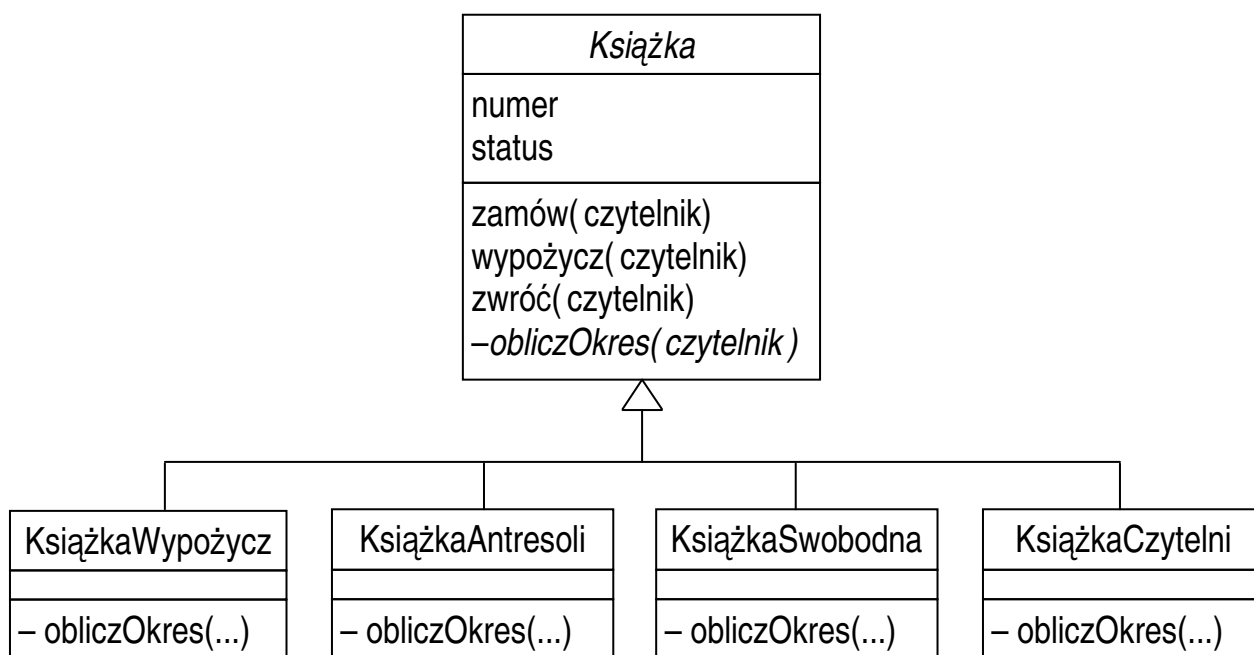 Książka
numer
status
zamów( czytelnik)
wypożycz( czytelnik)
zwróć( czytelnik)
–obliczOkres( czytelnik )
KsiążkaWypożycz
– obliczOkres(...)
KsiążkaAntresoli
– obliczOkres(...)
KsiążkaSwobodna
– obliczOkres(...)
KsiążkaCzytelni
– obliczOkres(...)